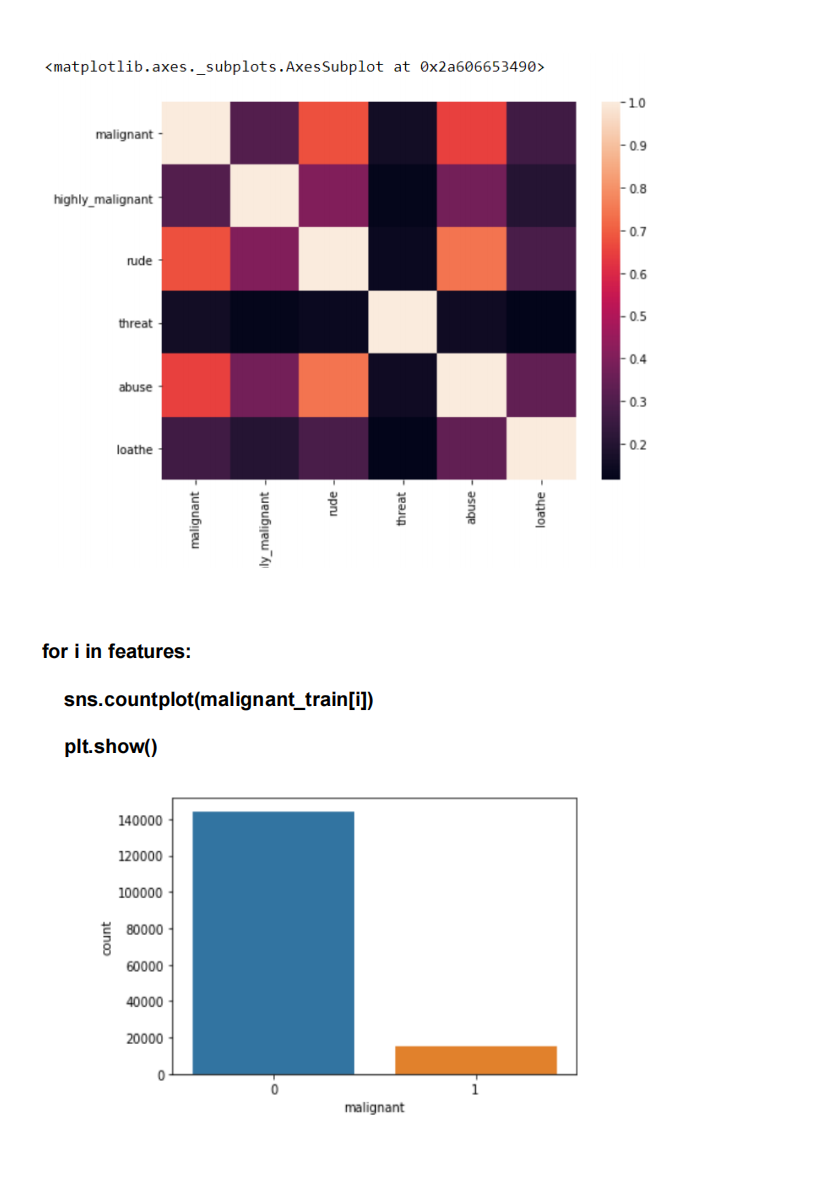 <matplotlib.axes._subplots.AxesSubplot at 0x2a606653490>
malignant
highly_malignant
rude
threat
abuse
loathe
1.0
0.9
0.8
0.7
0.6
0.5
0.4
0.3
0.2
malignant
ly_malignant
rude
threat
abuse
loathe
for i in features:
sns.countplot(malignant_train[i])
plt.show()
140000
120000
100000
80000
60000
40000
20000
0
count
0 1
malignant